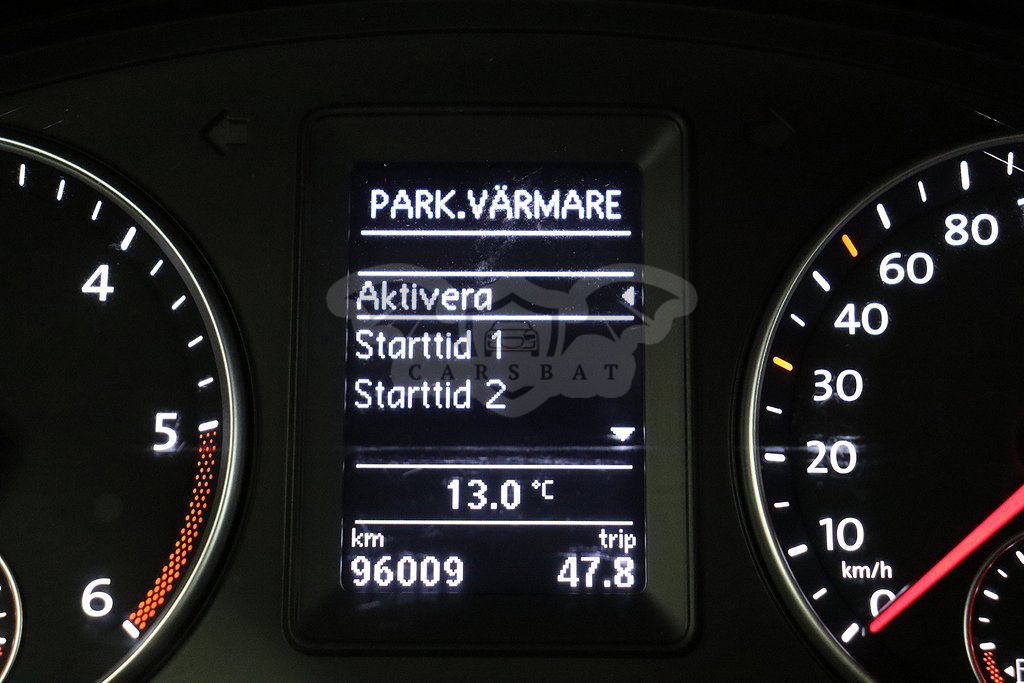 PARK.VÄRMARE
Aktivera
Starttid 1
Starttid 2
CARSBAT
13.0 °C
km trip
96009 47.8
4
5
6
80
60
40
30
20
10
km/h
0